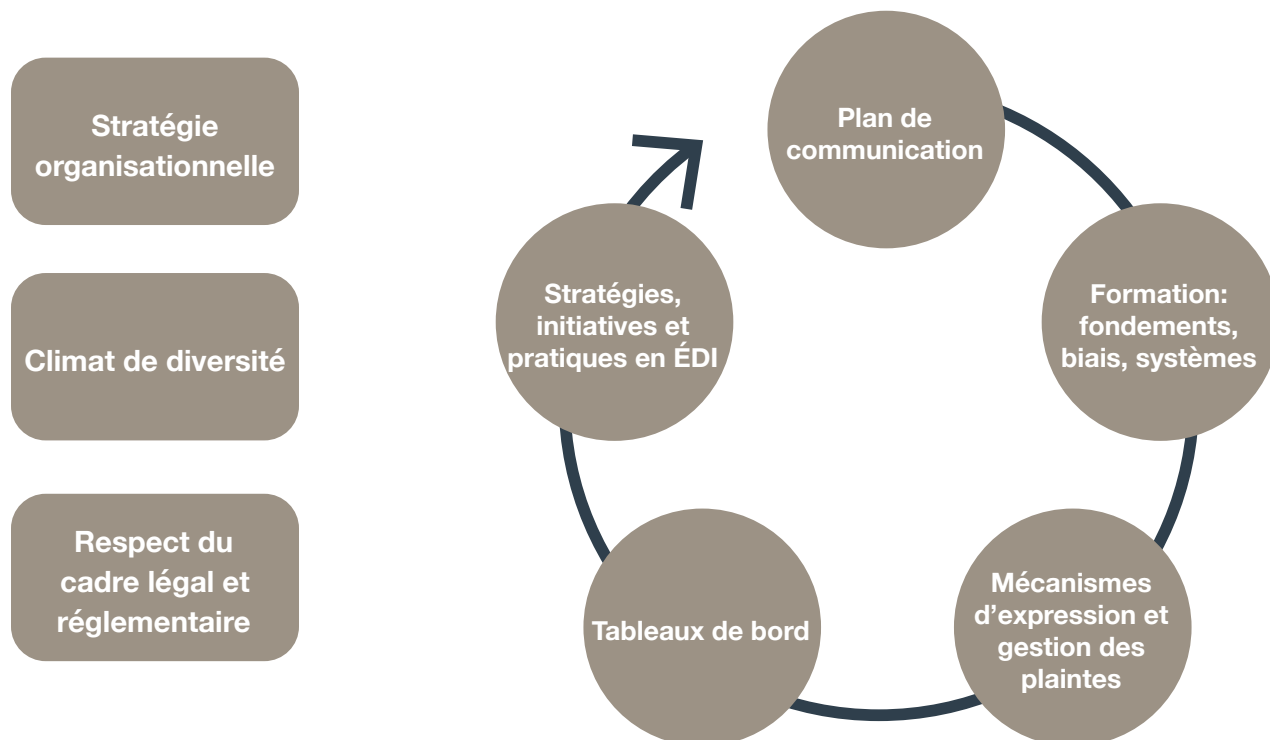 Stratégie
organisationnelle
Climat de diversité
Respect du
cadre légal et
réglementaire
Plan de
communication
Formation:
fondements,
biais, systèmes
Mécanismes
d’expression et
gestion des
plaintes
Tableaux de bord
Stratégies,
initiatives et
pratiques en ÉDI